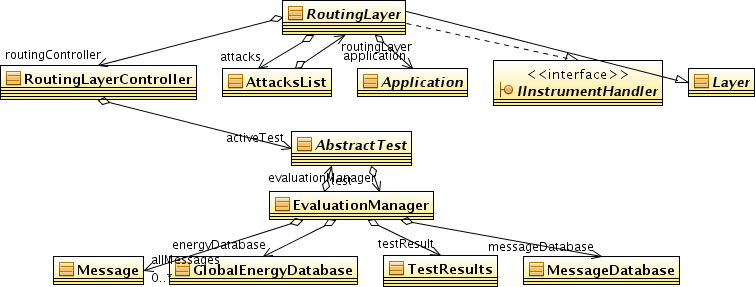 RoutingLayer
routingController
attacks
routingLayer
application
<<interface>>
IInstrumentHandler
RoutingLayerController
AttacksList
Application
Layer
activeTest
AbstractTest
evaluationManager
test
EvaluationManager
energyDatabase
testResult
messageDatabase
allMessages
0..*
Message
GlobalEnergyDatabase
TestResults
MessageDatabase